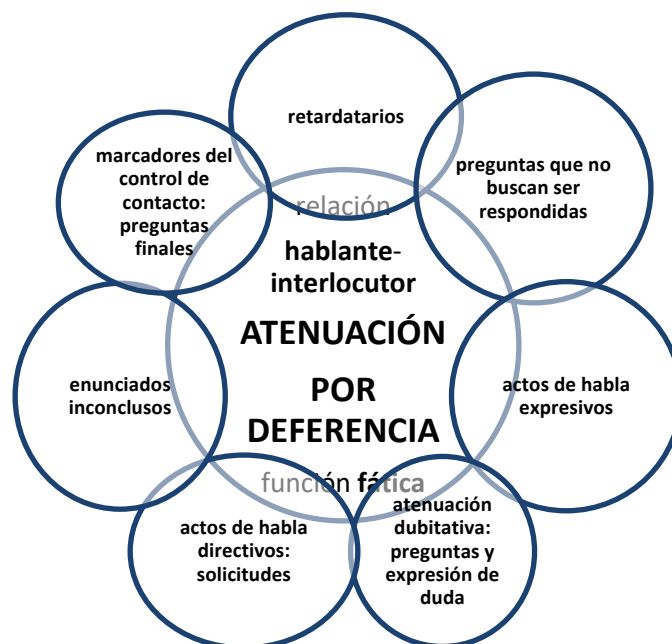 retardatarios
marcadores del
control de
contacto:
preguntas
finales
preguntas que no
buscan ser
respondidas
relación
hablante-
interlocutor
ATENUACIÓN
POR
DEFERENCIA
función fática
enunciados
inconclusos
actos de habla
expresivos
actos de habla
directivos:
solicitudes
atenuación
dubitativa:
preguntas y
expresión de
duda